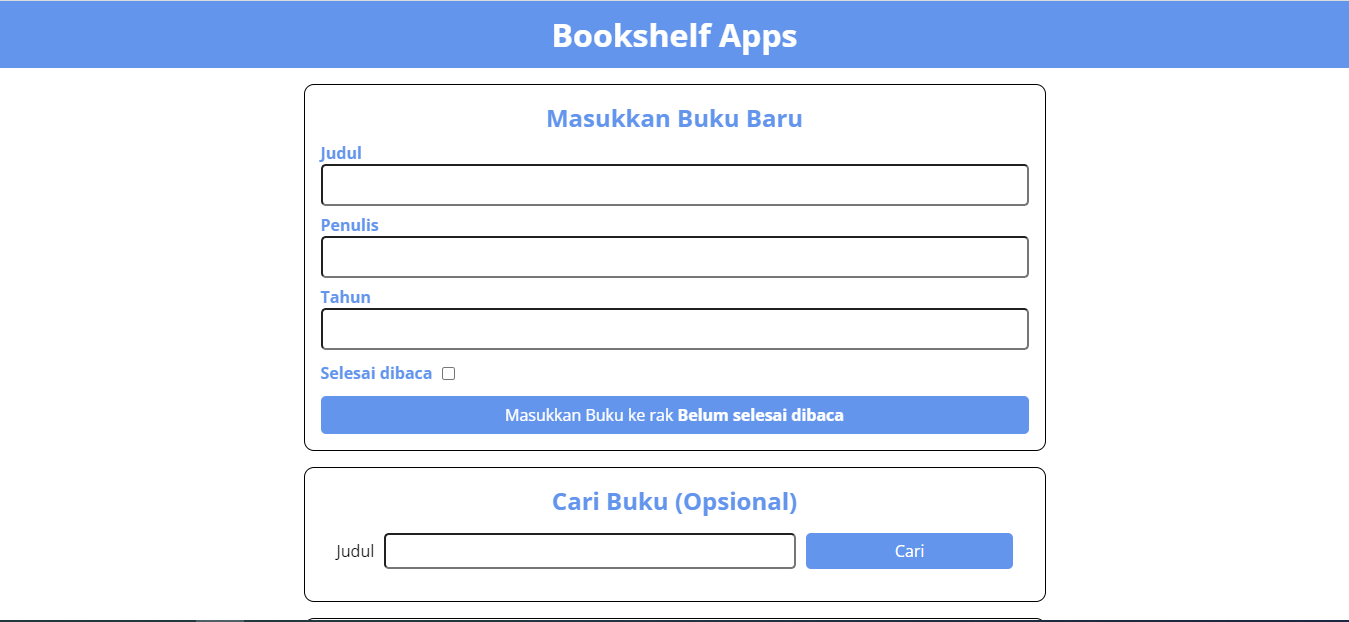 Bookshelf Apps
Masukkan Buku Baru
Judul
Penulis
Tahun
Selesai dibaca
Masukkan Buku ke rak Belum selesai dibaca
Cari Buku (Opsional)
Judul
Cari